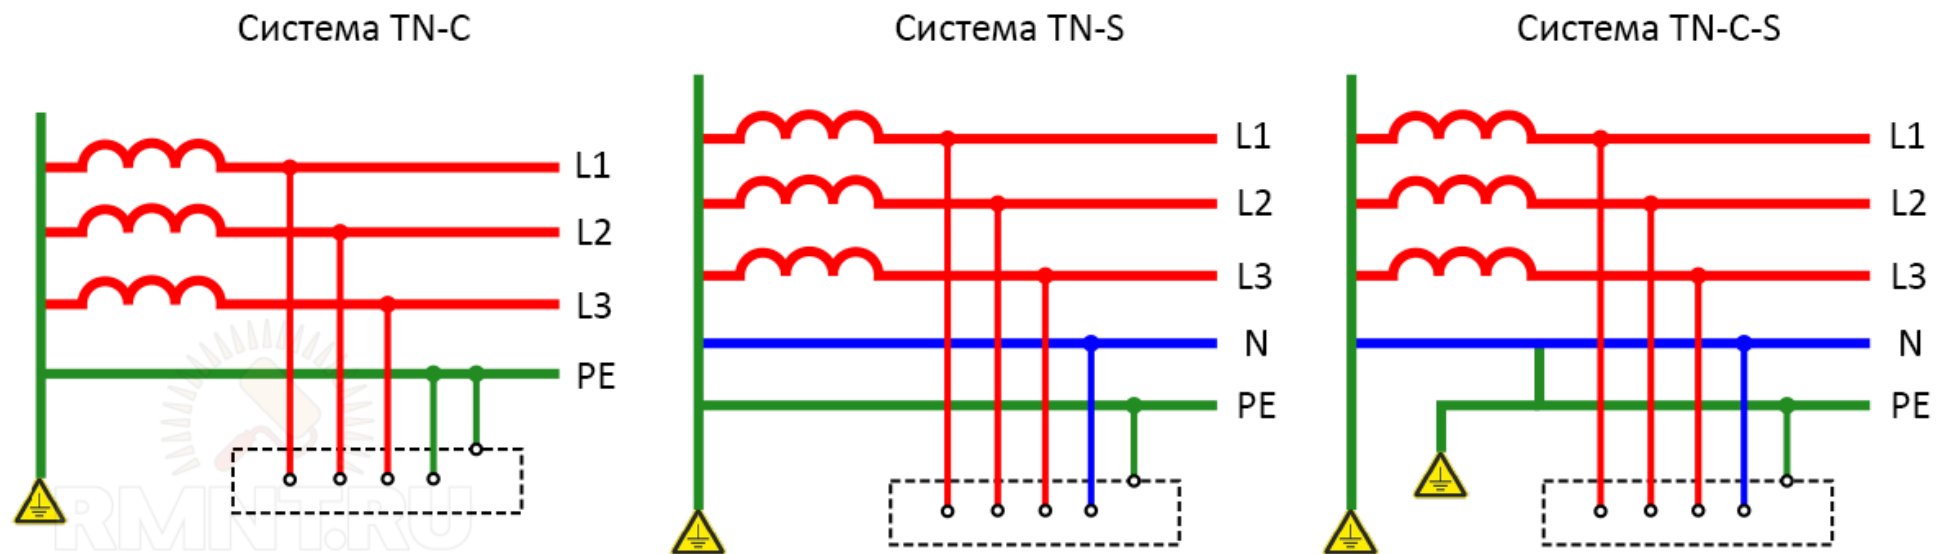 Система TN-C
L1
L2
L3
PE
RMNT.RU
Система TN-S
L1
L2
L3
N
PE
Система TN-C-S
L1
L2
L3
N
PE